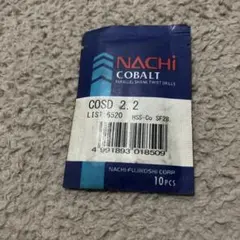 NACHI
COBALT
PARALLEL SHANK TWIST DRILLS
COSD 2.2
LIST 6520 HSS-Co SF2B
4 991893 018509
NACHI-FUJIKOSHI CORP.
10PCS